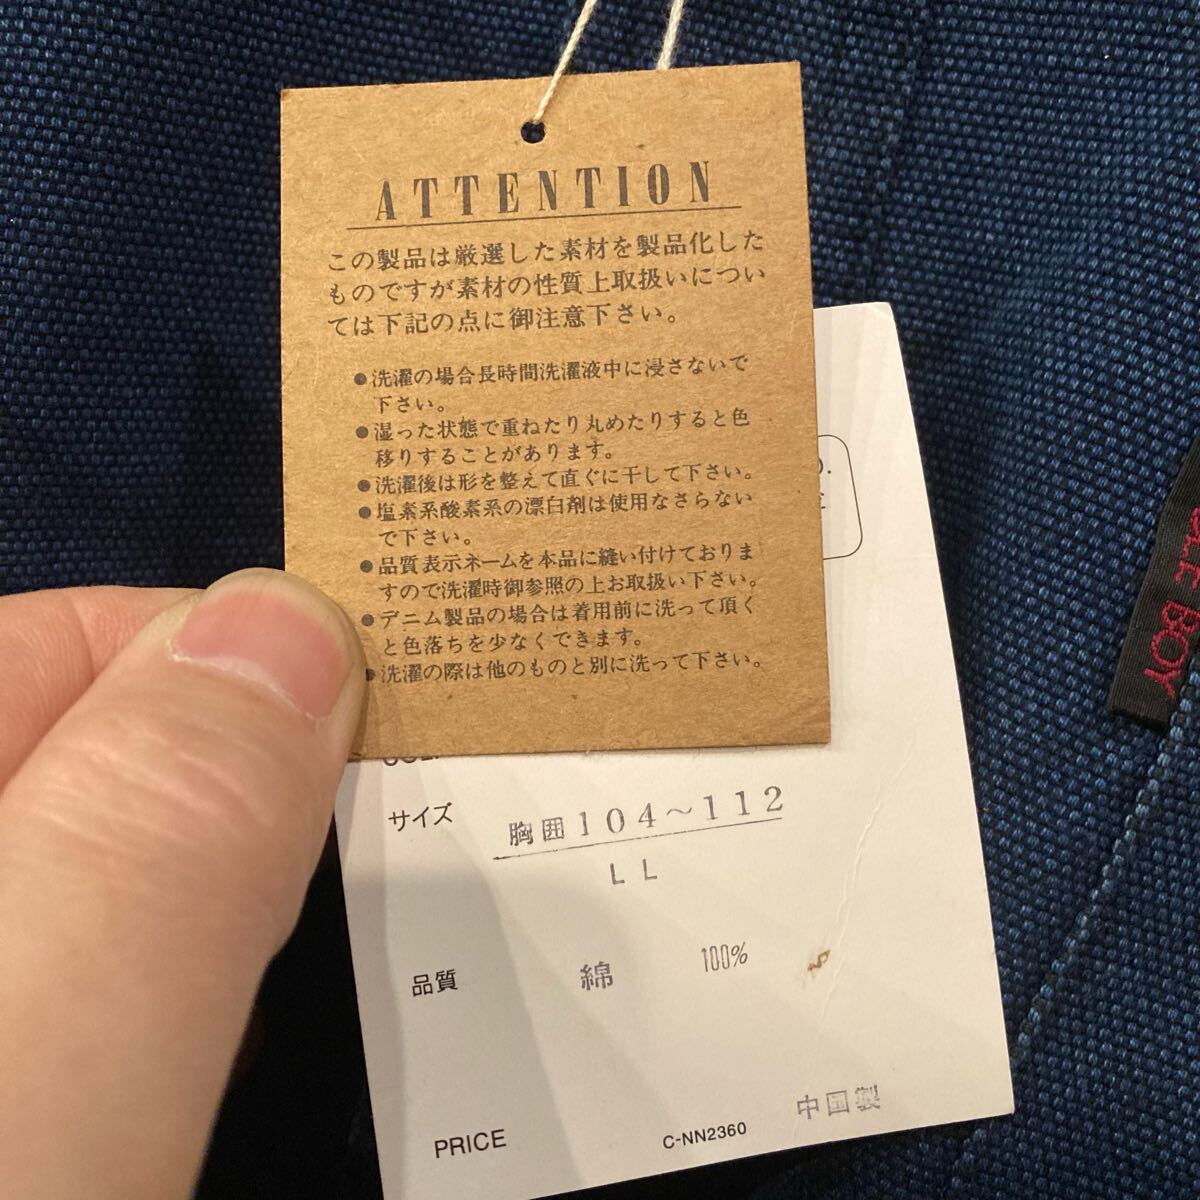 ATTENTION
この製品は厳選した素材を製品化した
ものですが素材の性質上取扱いについ
ては下記の点に御注意下さい。
●洗濯の場合長時間洗濯液中に浸さないで
下さい。
●湿った状態で重ねたり丸めたりすると色
移りすることがあります。
●洗濯後は形を整えて直ぐに干して下さい。
●塩素系酸素系の漂白剤は使用なさらない
で下さい。
●品質表示ネームを本品に縫い付けておりま
すので洗濯時御参照の上お取扱い下さい。
●デニム製品の場合は着用前に洗って頂く
と色落ちを少なくできます。
●洗濯の際は他のものと別に洗って下さい。
サイズ 胸囲104～112
LL
品質 綿 100%
中国製
PRICE C-NN2360
BOY